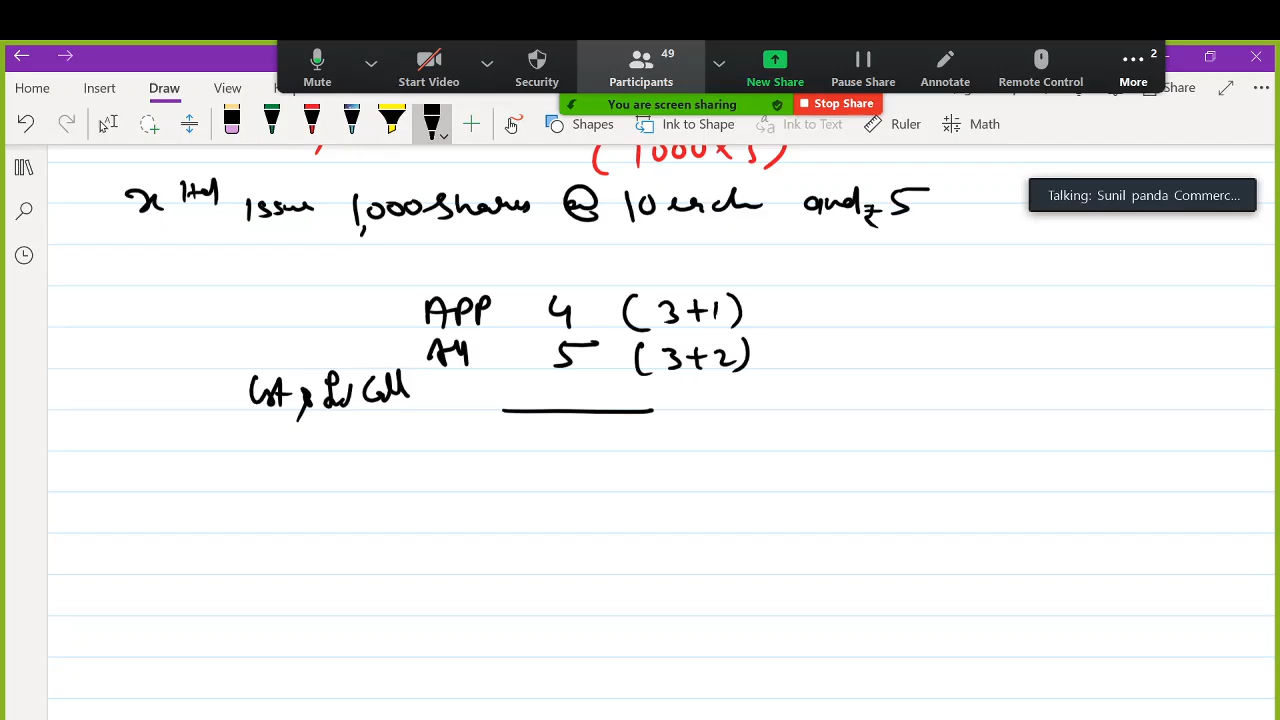 49
2
Mute
Start Video
Security
Participants
New Share
Pause Share
Annotate
Remote Control
More
You are screen sharing
Stop Share
Home
Insert
Draw
View
Share
Shapes
Ink to Shape
Ink to Text
Ruler
Math
(1000×5)
Talking: Sunil panda Commerc...
x Ltd Issue 1,000 Shares @ 10 each and ₹ 5
APP 4 (3+1)
5 (3+2)
Call